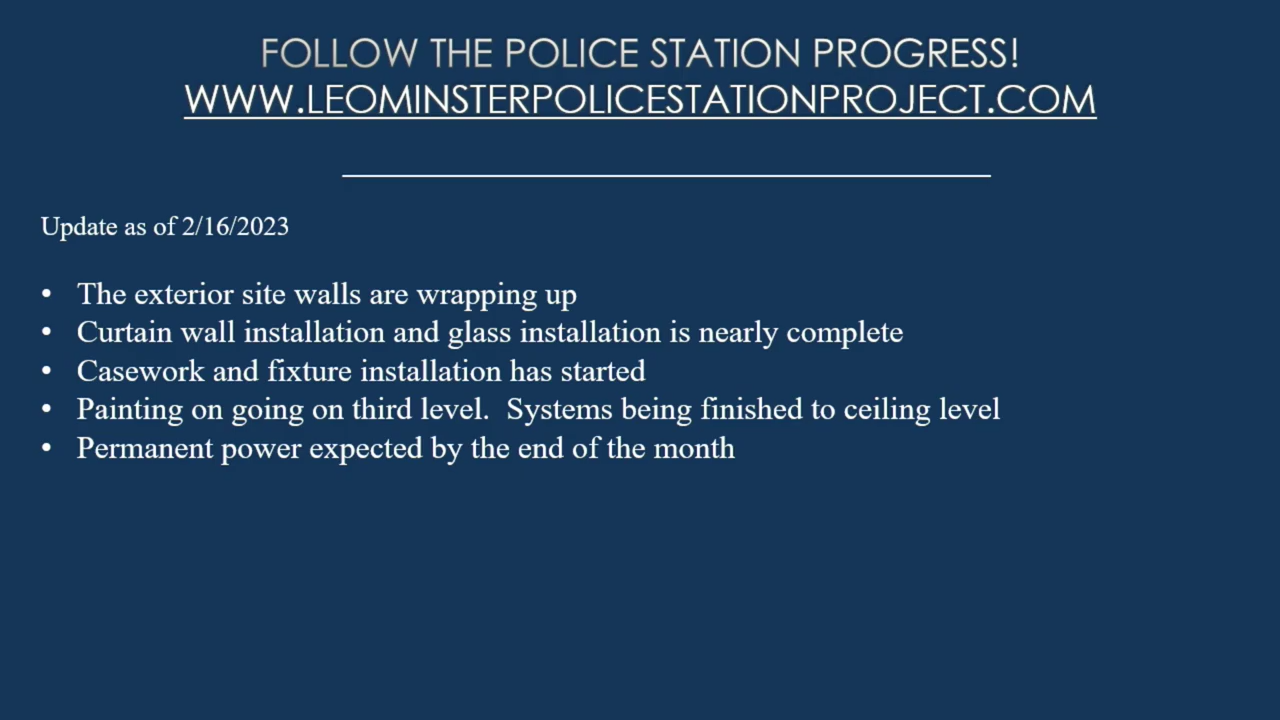 FOLLOW THE POLICE STATION PROGRESS!
WWW.LEOMINSTERPOLICESTATIONPROJECT.COM
Update as of 2/16/2023
• The exterior site walls are wrapping up
• Curtain wall installation and glass installation is nearly complete
• Casework and fixture installation has started
• Painting on going on third level.  Systems being finished to ceiling level
• Permanent power expected by the end of the month